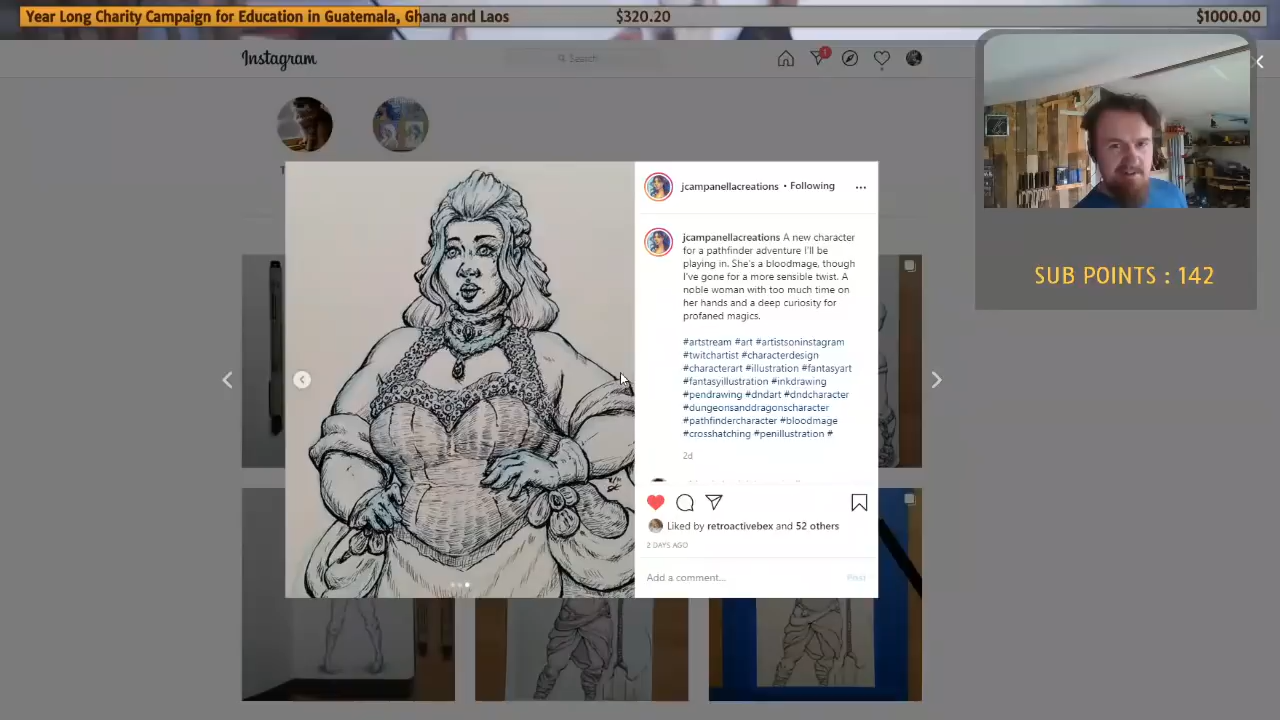 Year Long Charity Campaign for Education in Guatemala, Ghana and Laos
$320.20
$1000.00
Instagram
Search
1
jcampanellacreations • Following
jcampanellacreations A new character
for a pathfinder adventure I'll be
playing in. She's a bloodmage, though
I've gone for a more sensible twist. A
noble woman with too much time on
her hands and a deep curiosity for
profaned magics.
#artstream #art #artistsoninstagram
#twitchartist #characterdesign
#characterart #illustration #fantasyart
#fantasyillustration #inkdrawing
#pendrawing #dndart #dndcharacter
#dungeonsanddragonscharacter
#pathfindercharacter #bloodmage
#crosshatching #penillustration #
2d
Liked by retroactivebex and 52 others
2 DAYS AGO
Add a comment...
Post
SUB POINTS : 142